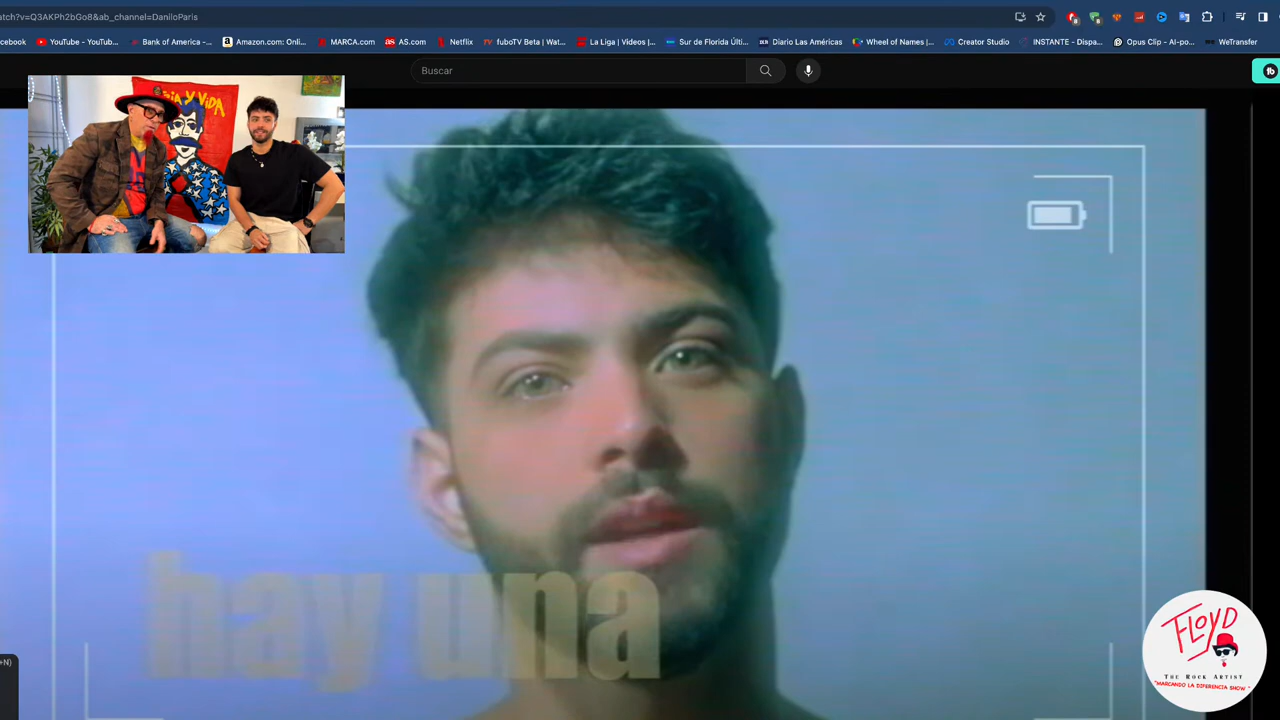 atch?v=Q3AKPh2bGo8&ab_channel=DaniloParis
cebook YouTube - YouTub... Bank of America -... Amazon.com: Onli... MARCA.com AS.com Netflix fuboTV Beta | Wat... La Liga | Videos |... Sur de Florida Últi... Diario Las Américas Wheel of Names |... Creator Studio INSTANTE - Dispa... Opus Clip - AI-po... WeTransfer
Buscar
Y VIDA
hay una
+N)
FLOYD
THE ROCK ARTIST
"MARCANDO LA DIFERENCIA SHOW"